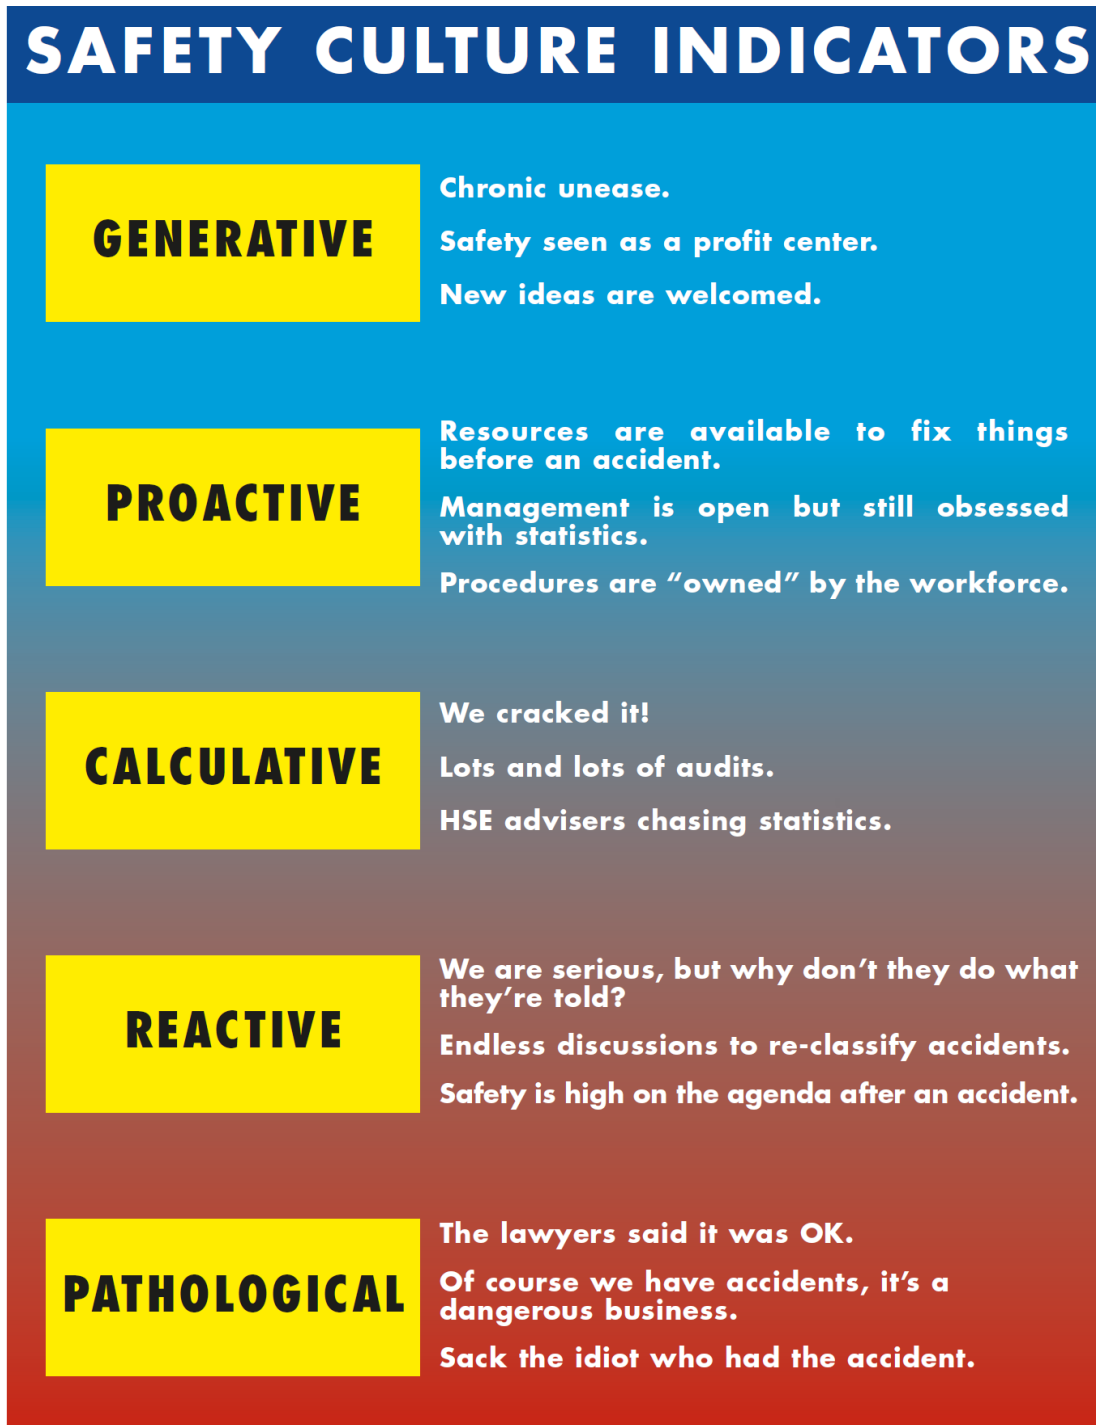 SAFETY CULTURE INDICATORS
GENERATIVE
Chronic unease.
Safety seen as a profit center.
New ideas are welcomed.
PROACTIVE
Resources are available to fix things
before an accident.
Management is open but still obsessed
with statistics.
Procedures are “owned” by the workforce.
CALCULATIVE
We cracked it!
Lots and lots of audits.
HSE advisers chasing statistics.
REACTIVE
We are serious, but why don’t they do what
they’re told?
Endless discussions to re-classify accidents.
Safety is high on the agenda after an accident.
PATHOLOGICAL
The lawyers said it was OK.
Of course we have accidents, it’s a
dangerous business.
Sack the idiot who had the accident.